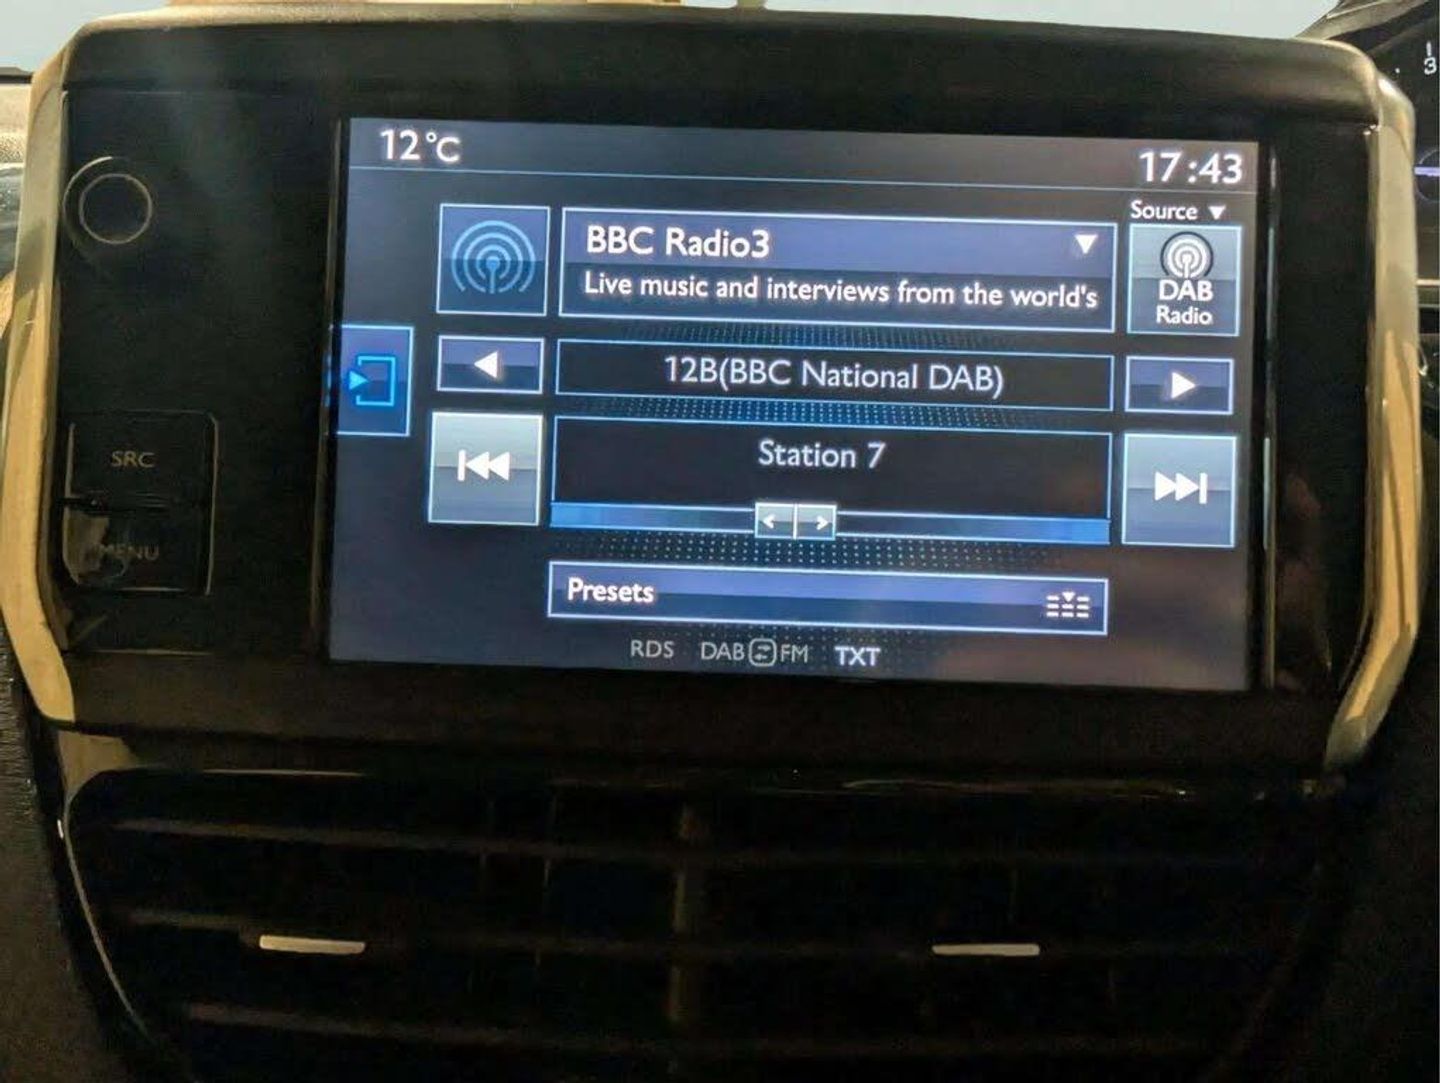 12°C
17:43
Source
BBC Radio3
Live music and interviews from the world's
DAB
Radio
12B(BBC National DAB)
SRC
Station 7
MENU
Presets
RDS DAB FM TXT
3